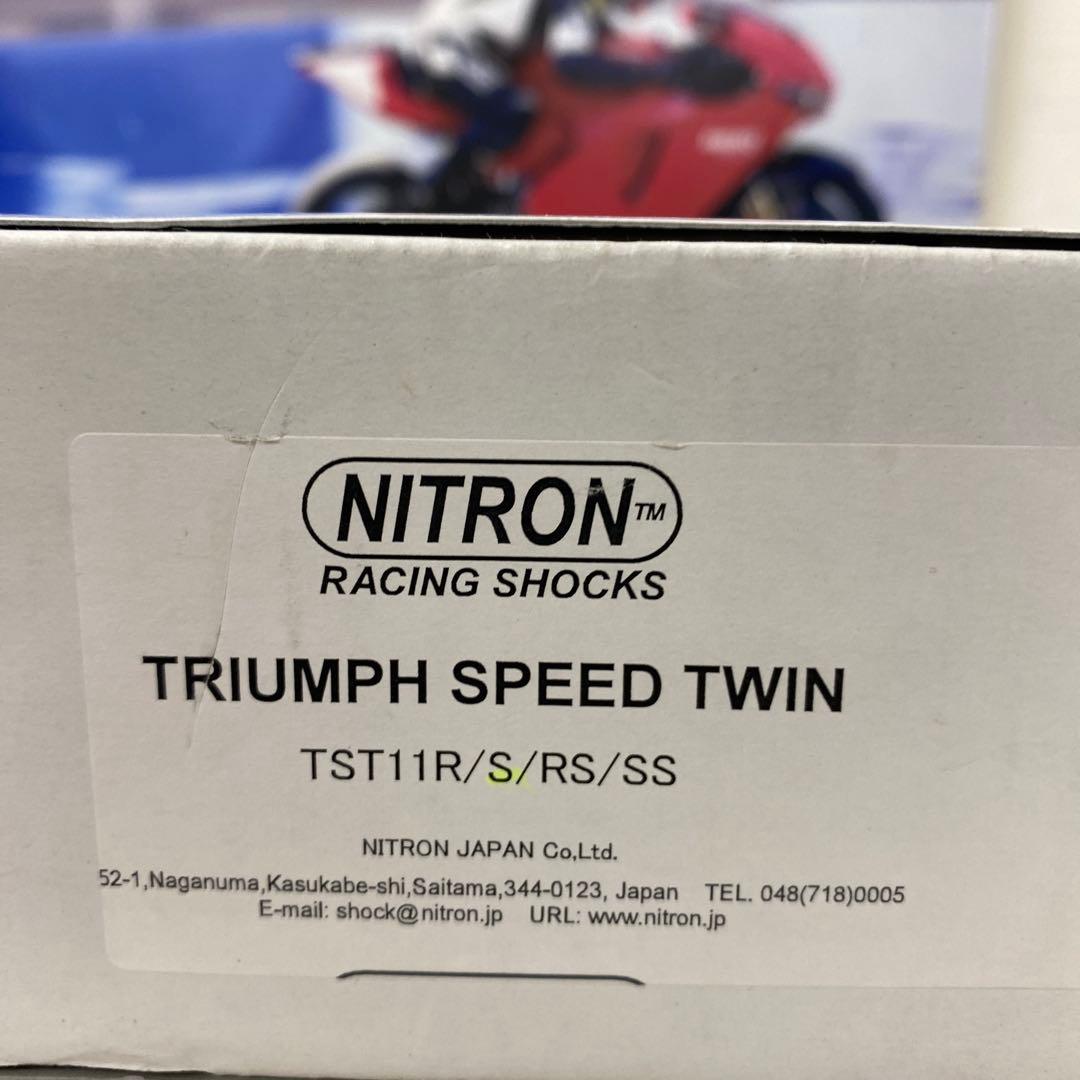 NITRON™
RACING SHOCKS
TRIUMPH SPEED TWIN
TST11R/S/RS/SS
NITRON JAPAN Co,Ltd.
52-1,Naganuma,Kasukabe-shi,Saitama,344-0123, Japan TEL. 048(718)0005
E-mail: shock@nitron.jp URL: www.nitron.jp